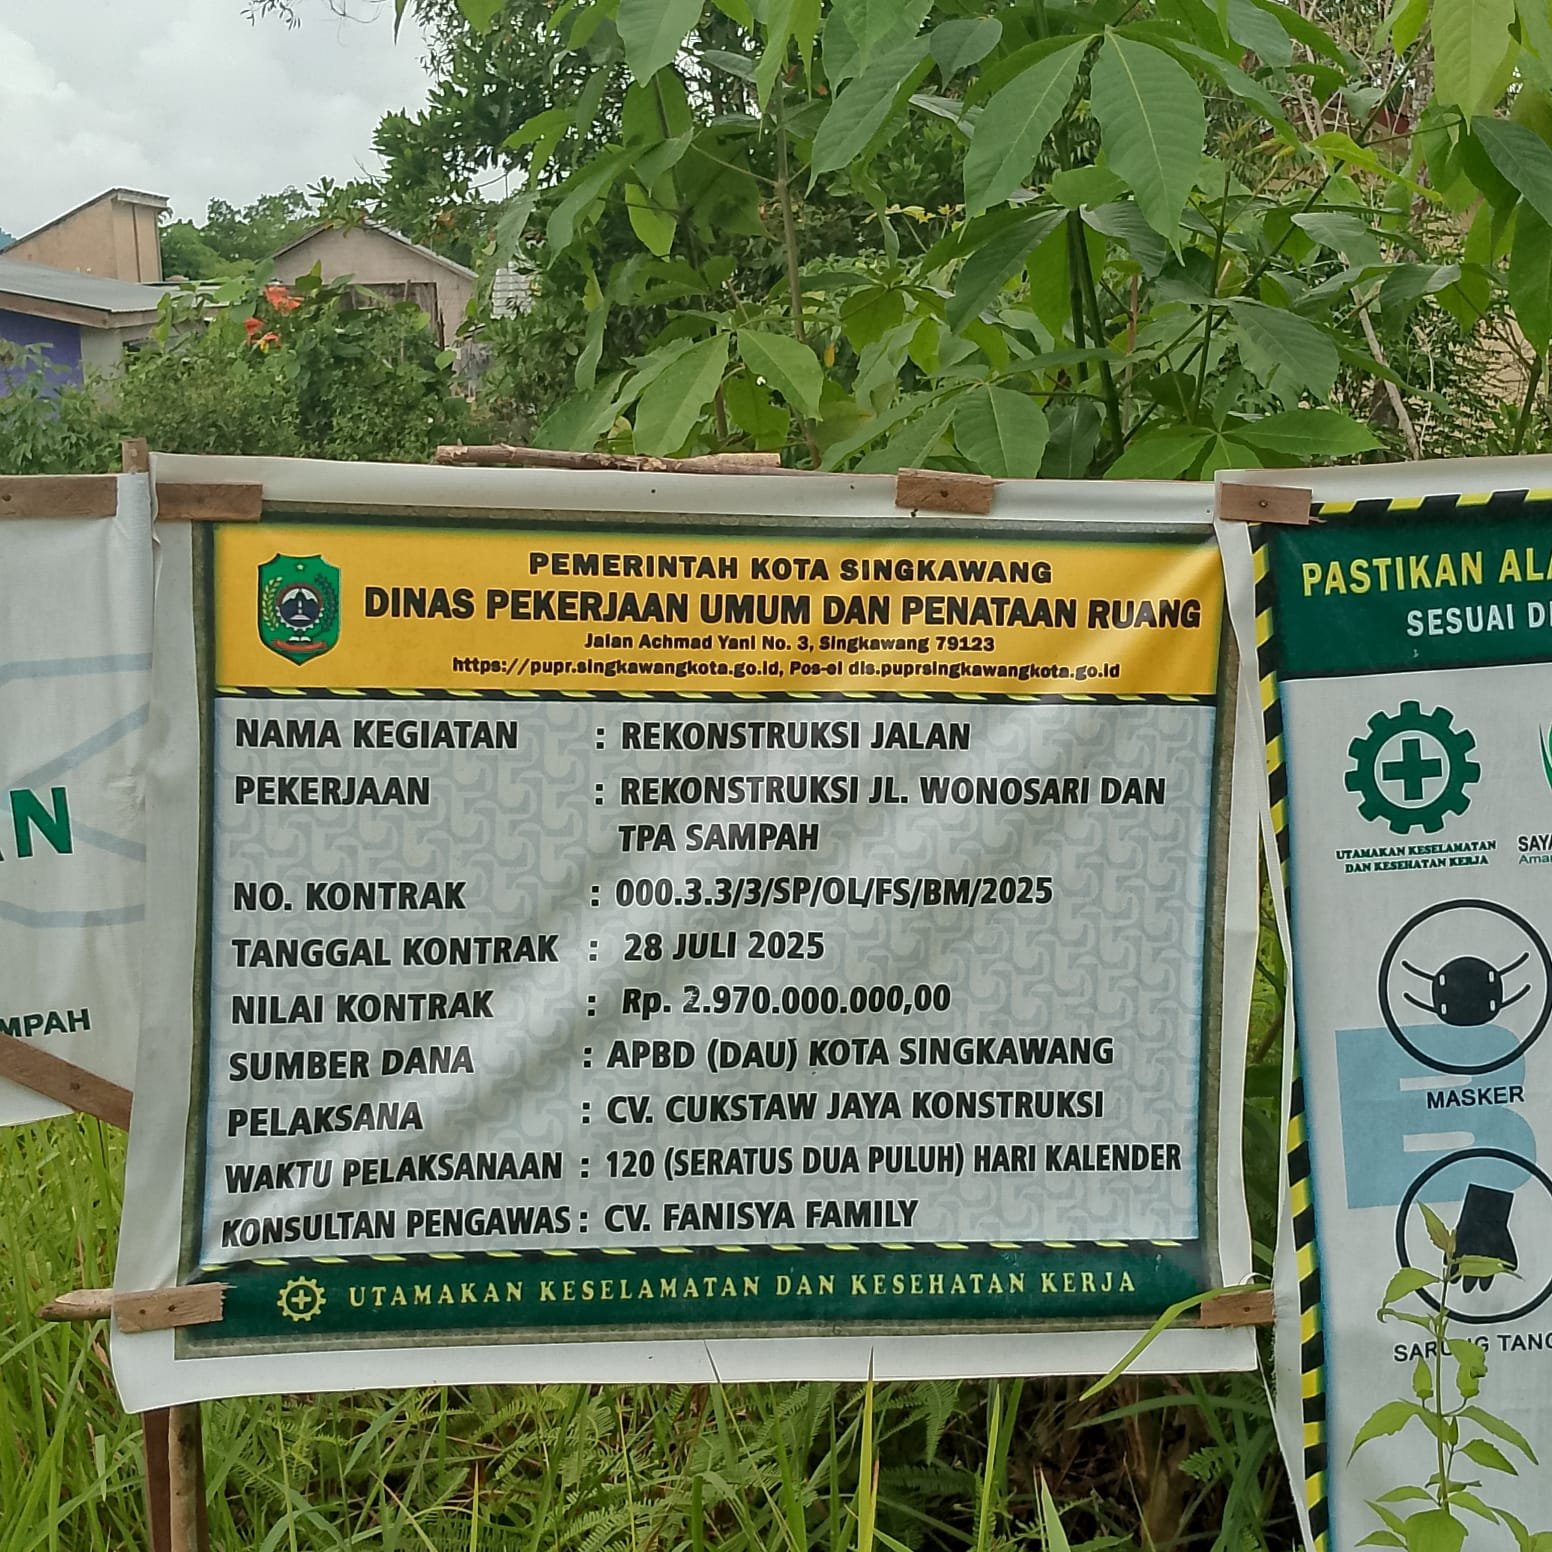 PEMERINTAH KOTA SINGKAWANG
DINAS PEKERJAAN UMUM DAN PENATAAN RUANG
Jalan Achmad Yani No. 3, Singkawang 79123
https://pupr.singkawangkota.go.id, Pos-el dis.puprsingkawangkota.go.id
NAMA KEGIATAN : REKONSTRUKSI JALAN
PEKERJAAN : REKONSTRUKSI JL. WONOSARI DAN
TPA SAMPAH
NO. KONTRAK : 000.3.3/3/SP/OL/FS/BM/2025
TANGGAL KONTRAK : 28 JULI 2025
NILAI KONTRAK : Rp. 2.970.000.000,00
SUMBER DANA : APBD (DAU) KOTA SINGKAWANG
PELAKSANA : CV. CUKSTAW JAYA KONSTRUKSI
WAKTU PELAKSANAAN : 120 (SERATUS DUA PULUH) HARI KALENDER
KONSULTAN PENGAWAS : CV. FANISYA FAMILY
UTAMAKAN KESELAMATAN DAN KESEHATAN KERJA
N
MPAH
PASTIKAN ALA
SESUAI
UTAMAKAN KESELAMATAN
DAN KESEHATAN KERJA
SAYA
Aman
MASKER
SARUNG TANG